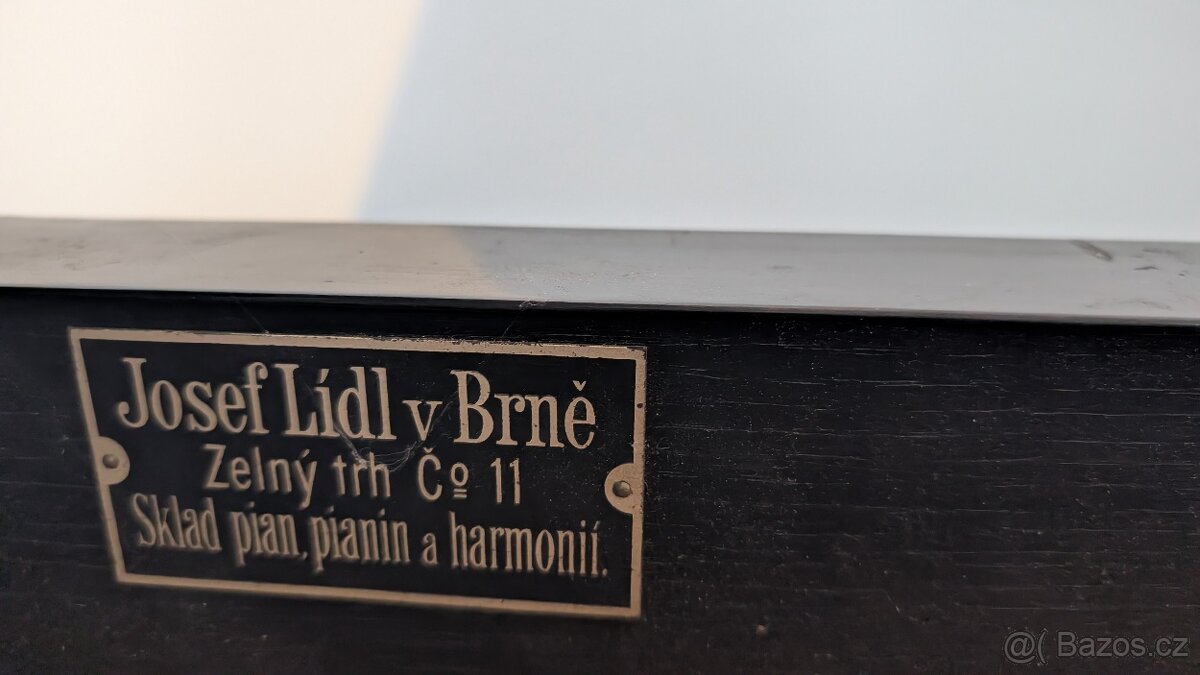 Josef Lídl v Brně
Zelný trh Čo 11
Sklad pian, pianin a harmonií.
@( Bazos.cz